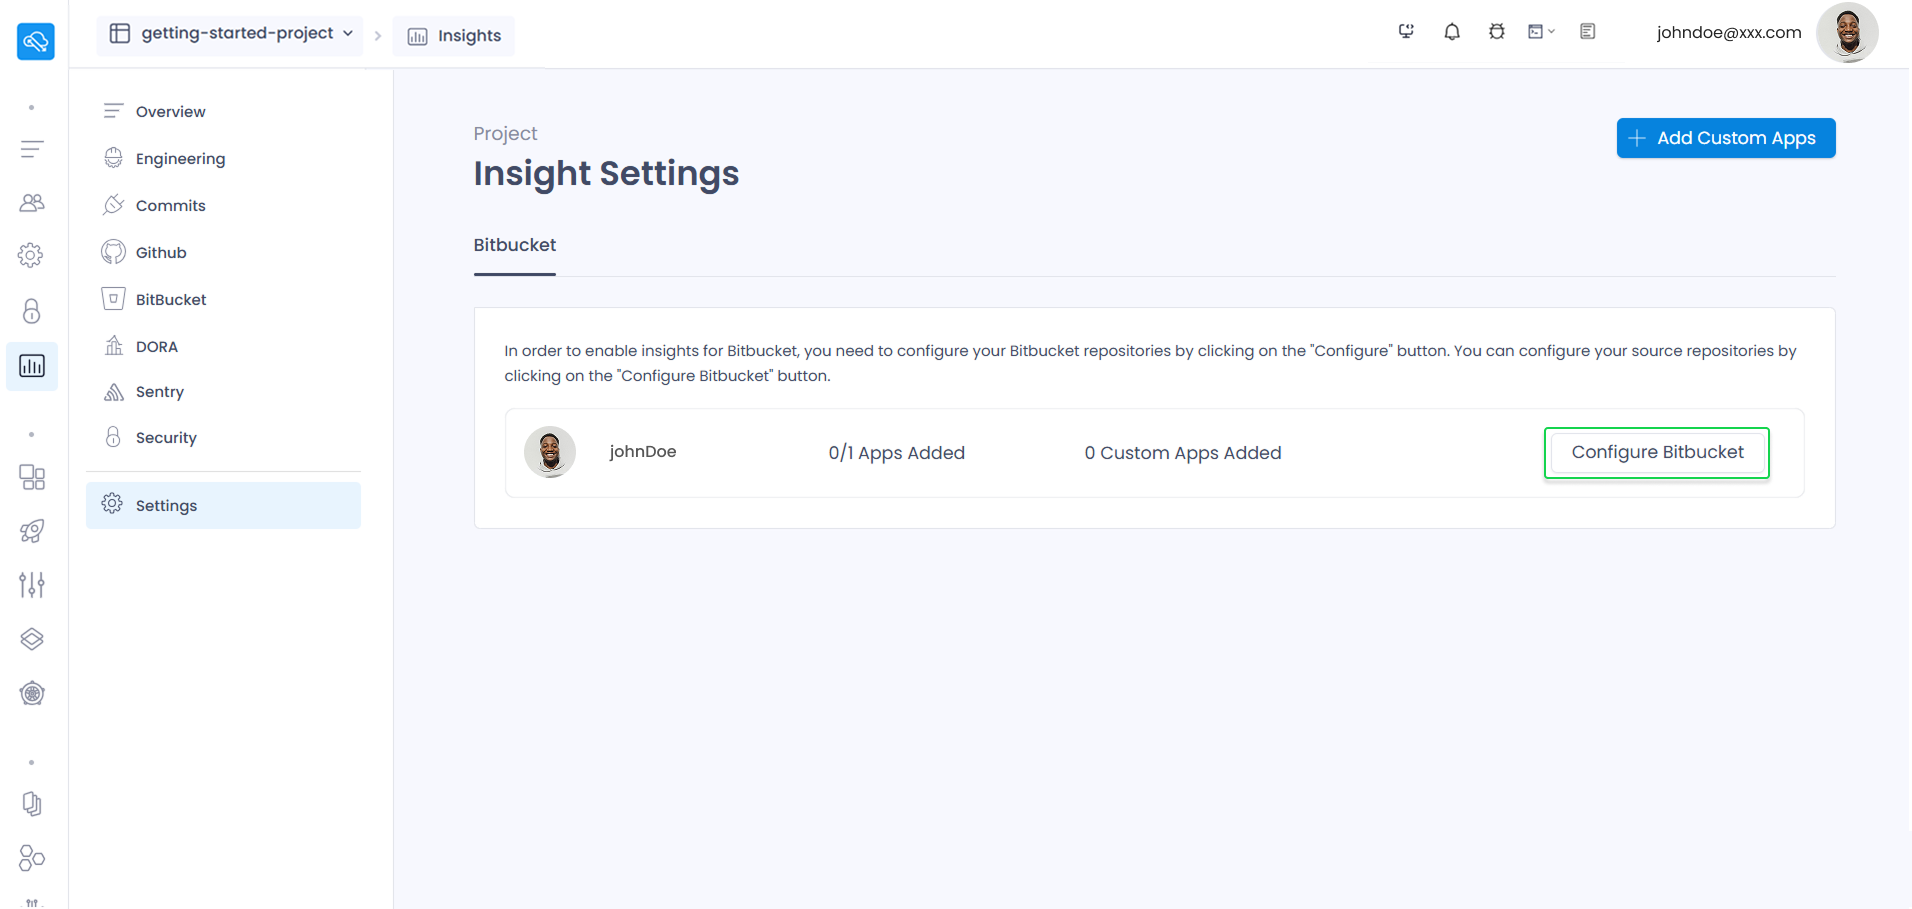 getting-started-project
Insights
johndoe@xxx.com
Overview
Engineering
Commits
Github
BitBucket
DORA
Sentry
Security
Settings
Project
Insight Settings
Add Custom Apps
Bitbucket
In order to enable insights for Bitbucket, you need to configure your Bitbucket repositories by clicking on the "Configure" button. You can configure your source repositories by
clicking on the "Configure Bitbucket" button.
johnDoe
0/1 Apps Added
0 Custom Apps Added
Configure Bitbucket